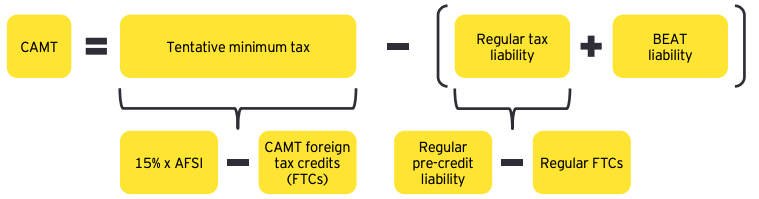 CAMT = Tentative minimum tax - ( Regular tax
liability + BEAT
liability )
15% x AFSI - CAMT foreign
tax credits
(FTCs)
Regular
pre-credit
liability - Regular FTCs